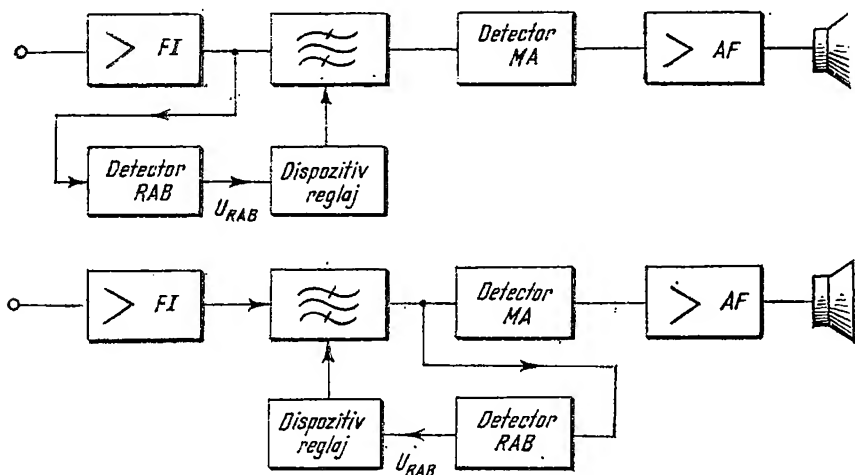 FI
Detector
MA
AF
Detector
RAB
U_RAB
Dispozitiv
reglaj
FI
Detector
MA
AF
Dispozitiv
reglaj
U_RAB
Detector
RAB